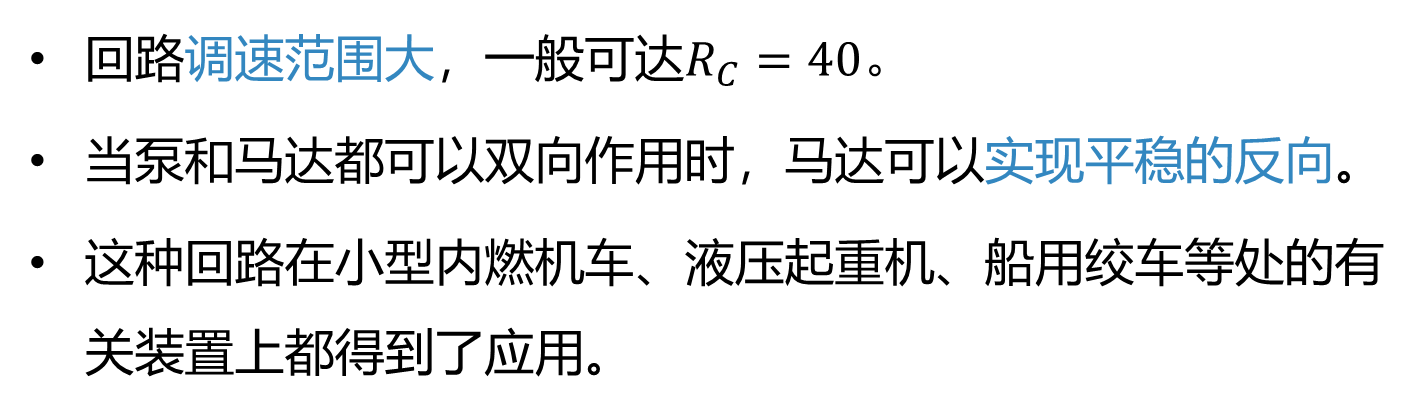 • 回路调速范围大，一般可达R_C = 40。
• 当泵和马达都可以双向作用时，马达可以实现平稳的反向。
• 这种回路在小型内燃机车、液压起重机、船用绞车等处的有
关装置上都得到了应用。